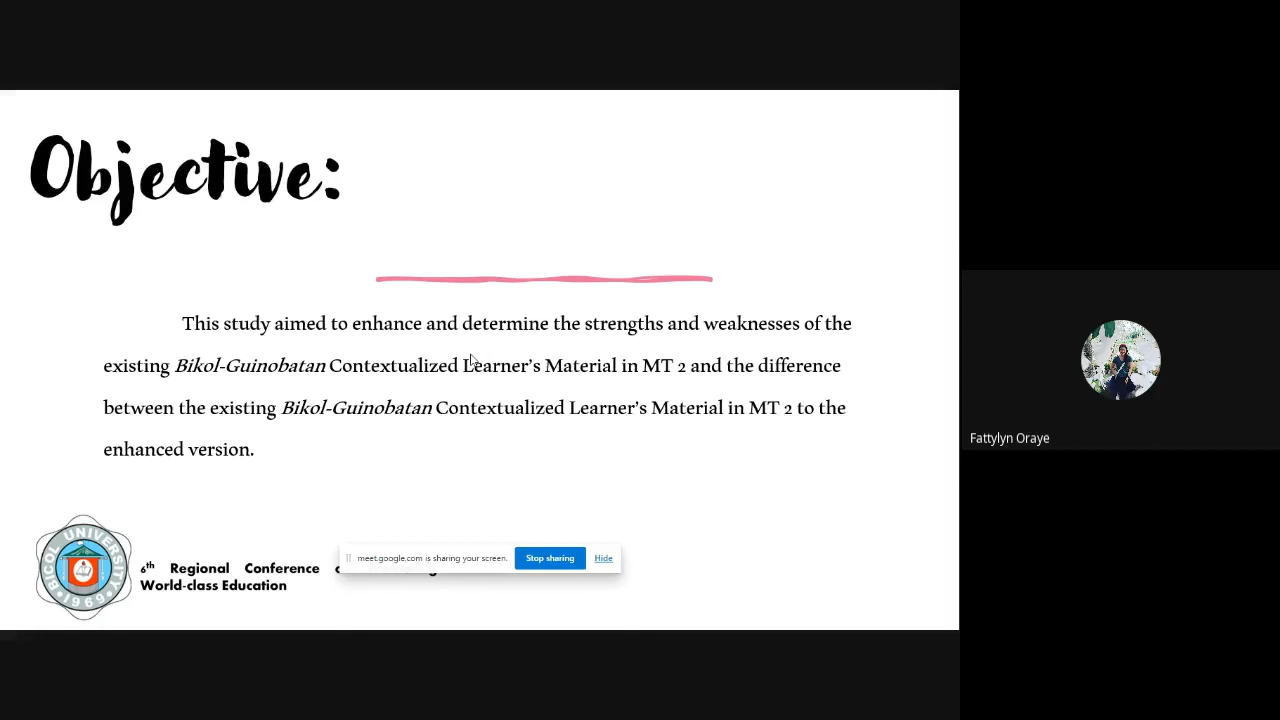 Objective:
This study aimed to enhance and determine the strengths and weaknesses of the
existing Bikol-Guinobatan Contextualized Learner's Material in MT 2 and the difference
between the existing Bikol-Guinobatan Contextualized Learner's Material in MT 2 to the
enhanced version.
BICOL UNIVERSITY
1969
6th Regional Conference
World-class Education
meet.google.com is sharing your screen.
Stop sharing
Hide
Fattylyn Oraye